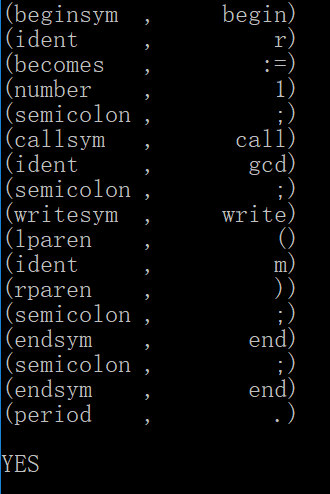 (beginsym  ,      begin)
(ident     ,          r)
(becomes   ,         :=)
(number    ,          1)
(semicolon ,          ;)
(callsym   ,       call)
(ident     ,        gcd)
(semicolon ,          ;)
(writesym  ,      write)
(lparen    ,          ()
(ident     ,          m)
(rparen    ,          ))
(semicolon ,          ;)
(endsym    ,        end)
(semicolon ,          ;)
(endsym    ,        end)
(period    ,          .)
YES